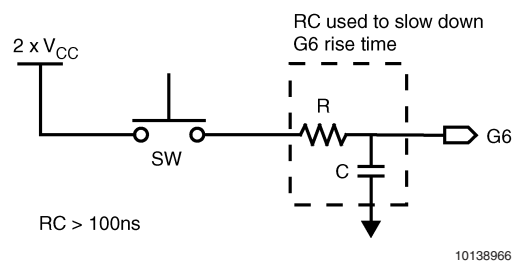 RC used to slow down
G6 rise time
2 x VCC
R
G6
SW
C
RC > 100ns
10138966